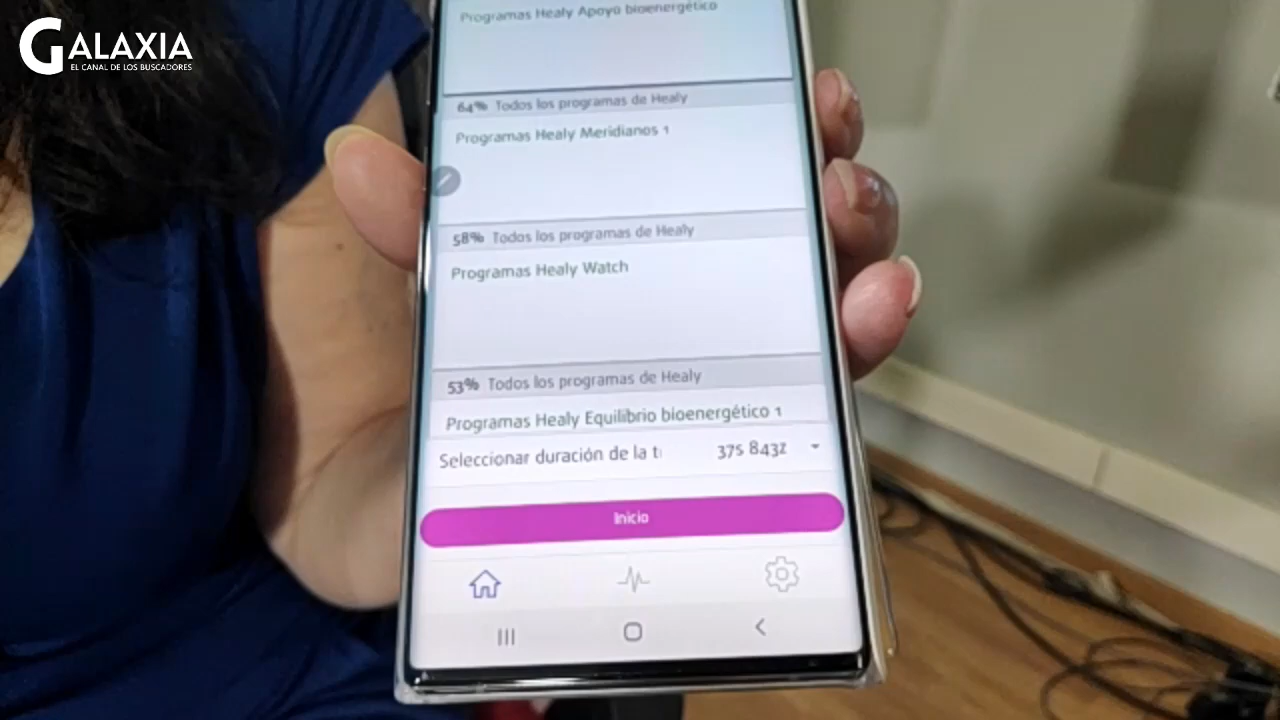 GALAXIA
EL CANAL DE LOS BUSCADORES
Programas Healy Apoyo bioenergético
64% Todos los programas de Healy
Programas Healy Meridianos 1
58% Todos los programas de Healy
Programas Healy Watch
53% Todos los programas de Healy
Programas Healy Equilibrio bioenergético 1
Seleccionar duración de la t 37s 843z
Inicio